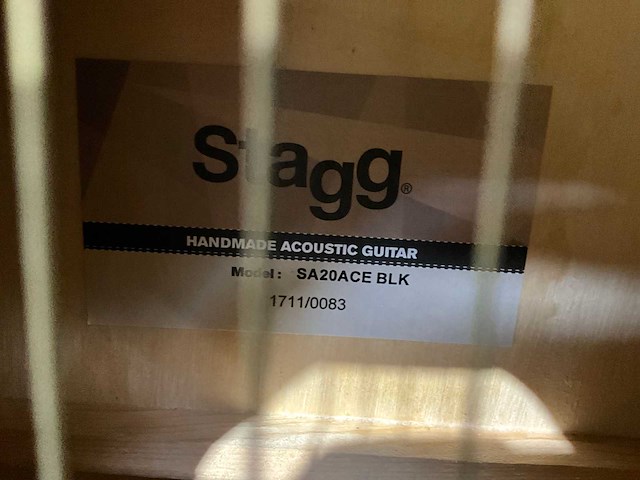 Stagg®
HANDMADE ACOUSTIC GUITAR
Model : SA20ACE BLK
1711/0083